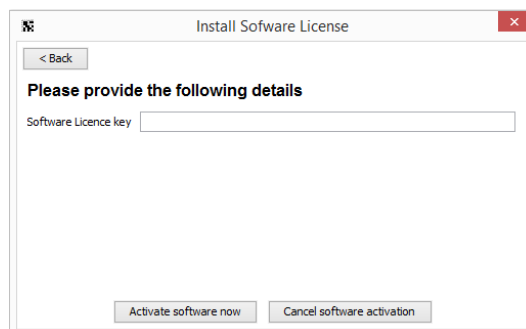 Install Sofware License
< Back
Please provide the following details
Software Licence key
Activate software now Cancel software activation